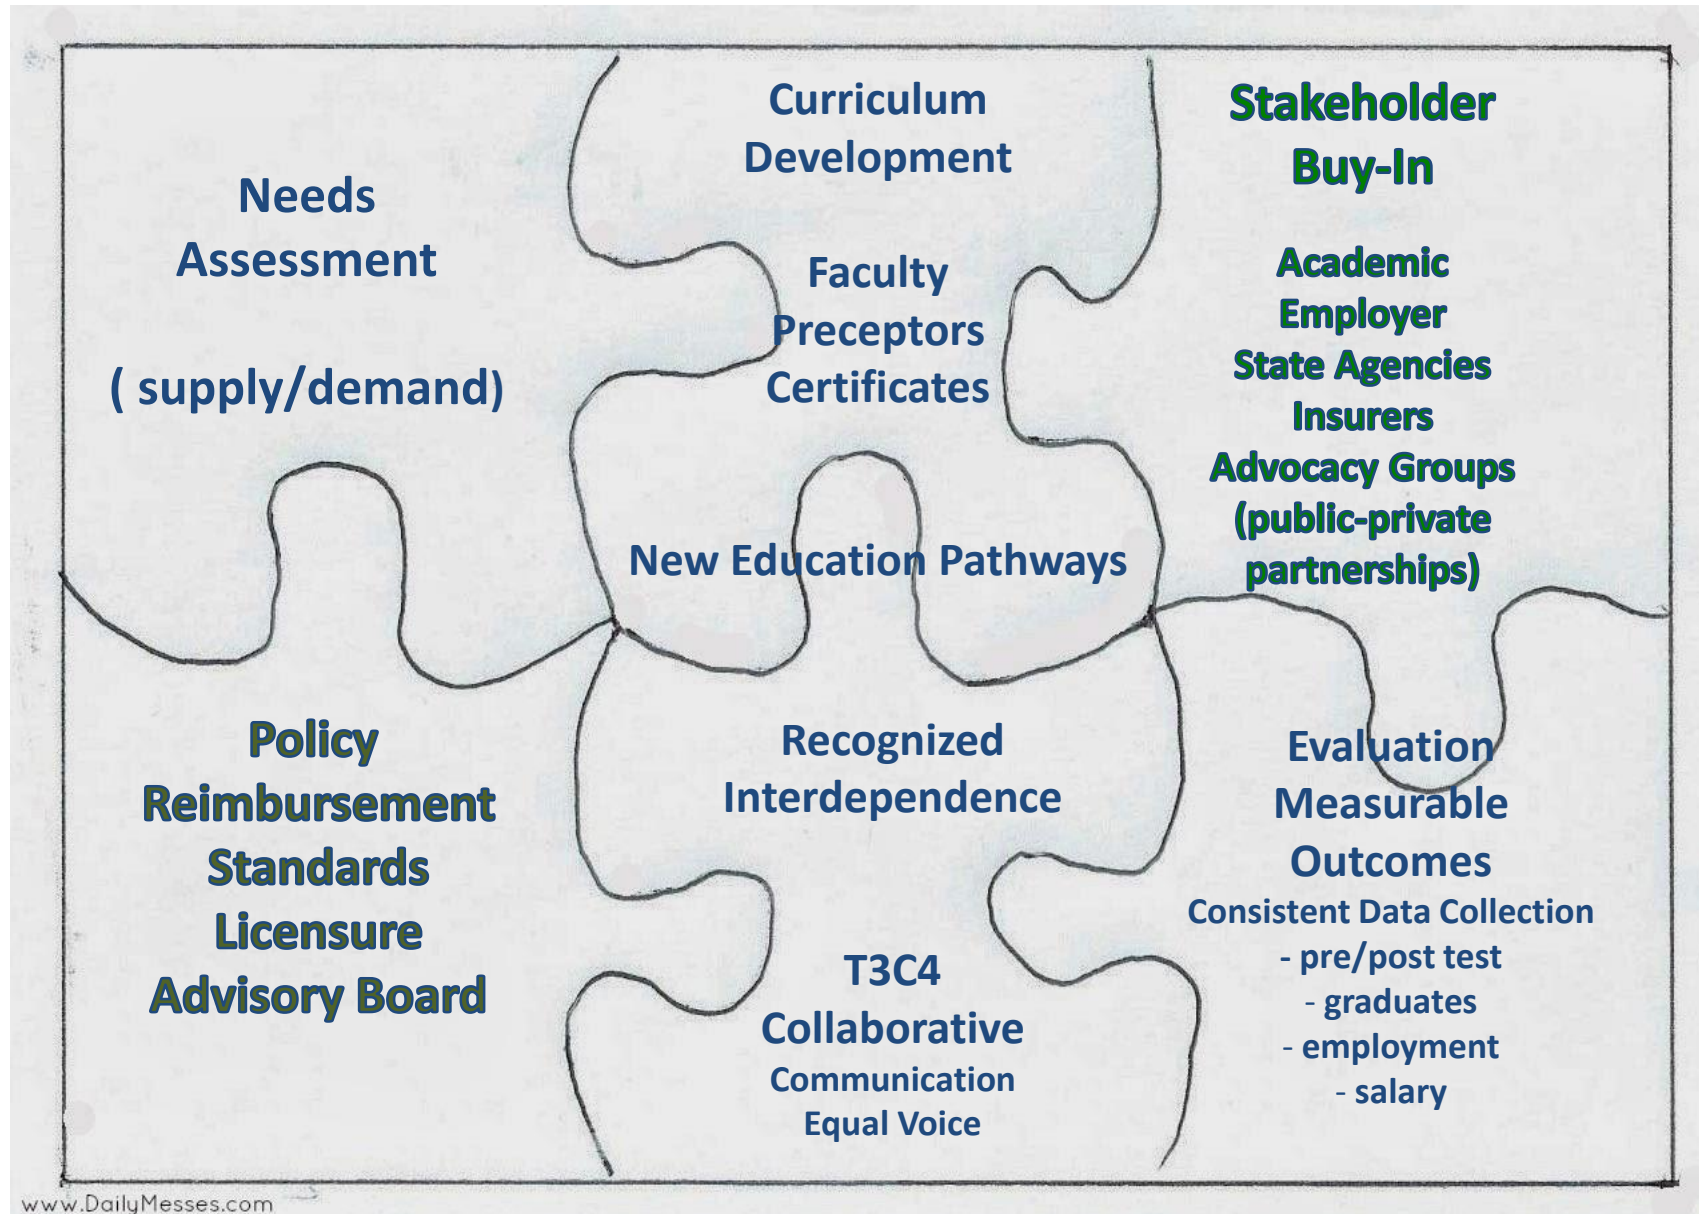 Needs
Assessment
( supply/demand)
Curriculum
Development
Faculty
Preceptors
Certificates
New Education Pathways
Stakeholder
Buy-In
Academic
Employer
State Agencies
Insurers
Advocacy Groups
(public-private
partnerships)
Policy
Reimbursement
Standards
Licensure
Advisory Board
Recognized
Interdependence
T3C4
Collaborative
Communication
Equal Voice
Evaluation
Measurable
Outcomes
Consistent Data Collection
- pre/post test
- graduates
- employment
- salary
www.DailyMesses.com